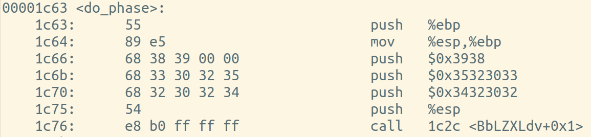 00001c63 <do_phase>:
1c63: 55 push %ebp
1c64: 89 e5 mov %esp,%ebp
1c66: 68 38 39 00 00 push $0x3938
1c6b: 68 33 30 32 35 push $0x35323033
1c70: 68 32 30 32 34 push $0x34323032
1c75: 54 push %esp
1c76: e8 b0 ff ff ff call 1c2c <BbLZXLdv+0x1>